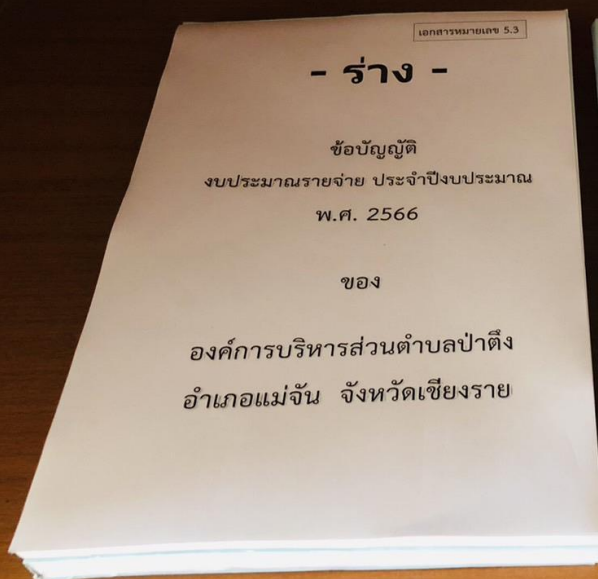 เอกสารหมายเลข 5.3
- ร่าง -
ข้อบัญญัติ
งบประมาณรายจ่าย ประจำปีงบประมาณ
พ.ศ. 2566
ของ
องค์การบริหารส่วนตำบลป่าตึง
อำเภอแม่จัน จังหวัดเชียงราย